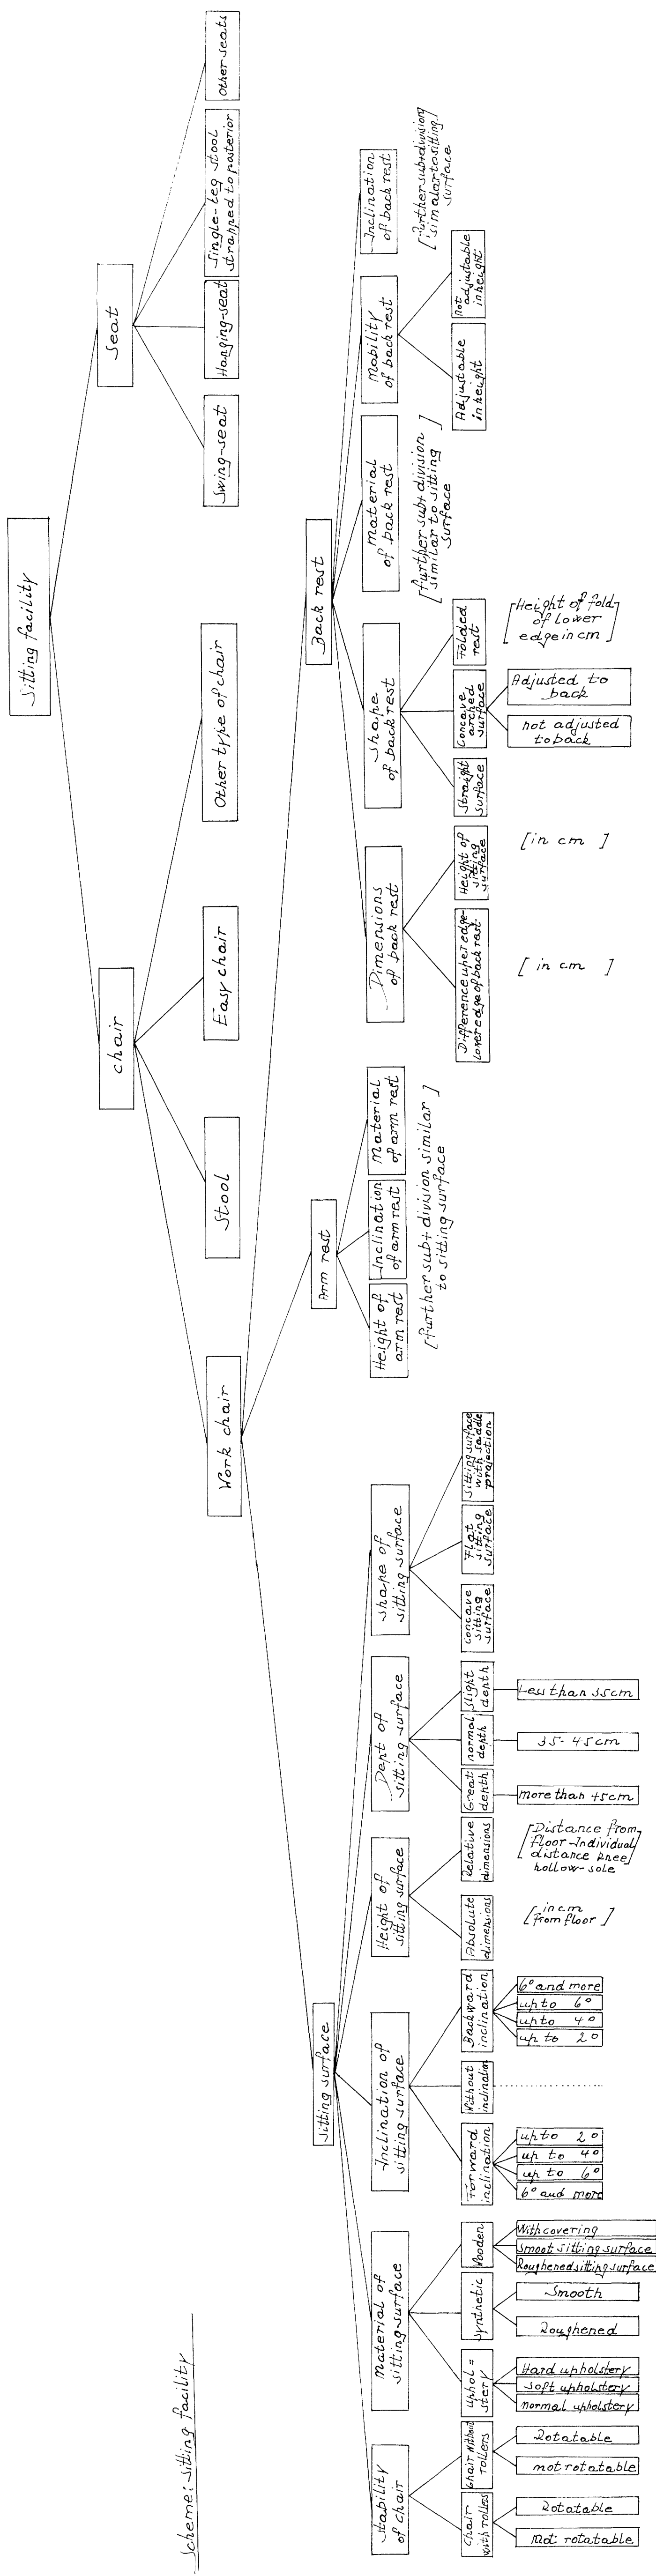 Scheme: Sitting facility
Sitting facility
chair
Seat
Work chair
Stool
Easy chair
Other type of chair
Swing-seat
Hanging-seat
Single-leg stool
strapped to posterior
Other seats
Sitting surface
Arm rest
Back rest
Stability
of chair
Material of
sitting surface
Inclination of
sitting surface
Height of
sitting surface
Dept of
sitting surface
Shape of
sitting surface
Height of
arm rest
Inclination
of arm rest
Material
of arm rest
[further sub+division similar
to sitting surface ]
Dimensions
of back rest
Shape
of back rest
Material
of back rest
[further sub+division
similar to sitting
surface ]
Mobility
of back rest
Inclination
of back rest
[Further sub+division
simalar to sitting
surface ]
Chair
with rolles
Chair without
rollers
Uphol=
stery
Synthetic
Wooden
Forward
inclination
Without
inclination
Backward
inclination
Absolute
dimensions
Relative
dimensions
Great
depth
normal
depth
Slight
depth
Concave
sitting
surface
Flat
sitting
surface
Sitting surface
with saddle
projection
Difference upper edge-
lower edge of back rest
Height of
sitting
surface
Straight
surface
Concave
arched
surface
Folded
rest
Adjustable
in height
not
adjustable
in height
Not rotatable
Rotatable
not rotatable
Rotatable
normal upholstery
Soft upholstery
Hard upholstery
Roughened
Smooth
Roughened sitting surface
Smoot sitting surface
With covering
6° and more
up to 6°
up to 4°
up to 2°
up to 2°
up to 4°
up to 6°
6° and more
[in cm
from floor ]
[Distance from
floor-Individual
distance knee
hollow-sole ]
more than 45cm
35-45cm
Less than 35cm
[ in cm ]
[in cm ]
not adjusted
to back
Adjusted to
back
[Height of fold
of lower
edge in cm ]